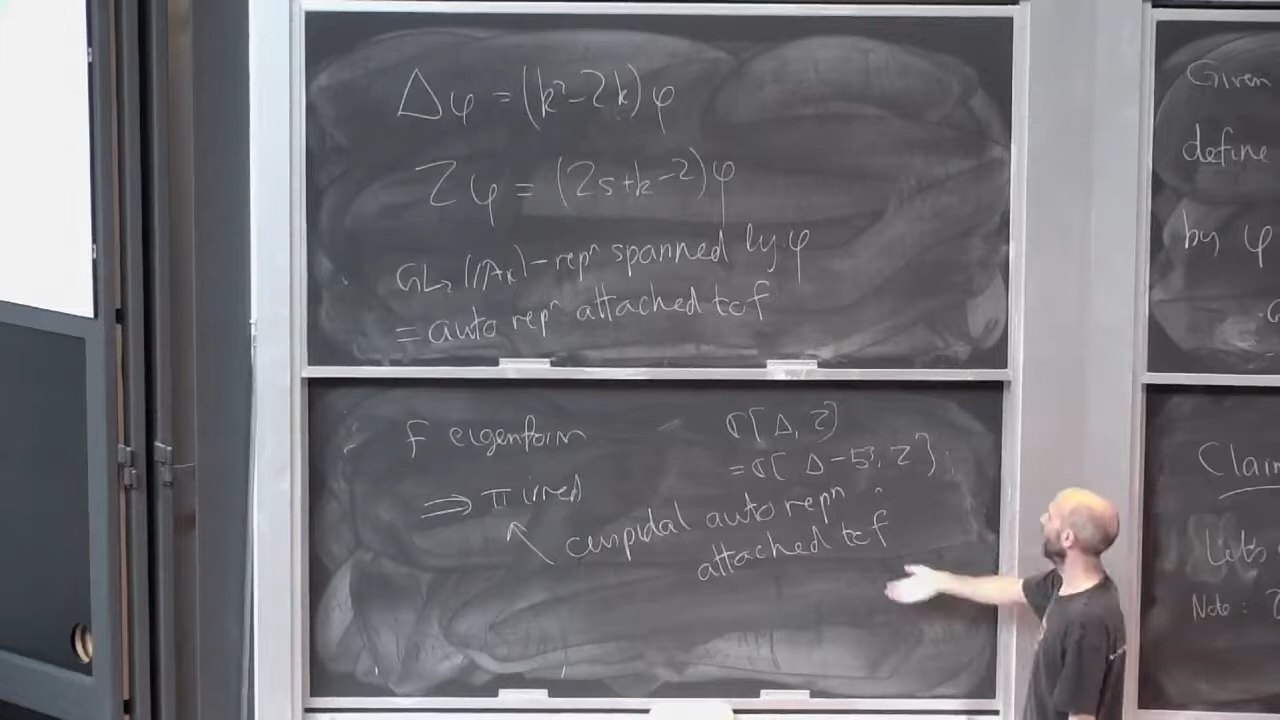 Δφ = (k²-2k)φ
Zφ = (2s+k-2)φ
GL₂(𝔸_K)-repⁿ spanned by φ
= auto repⁿ attached to f
f eigenform
⇒ π irred
cuspidal auto repⁿ
attached to f
[Δ, Z]
Given
define
by φ
Claim
Let's
Note: